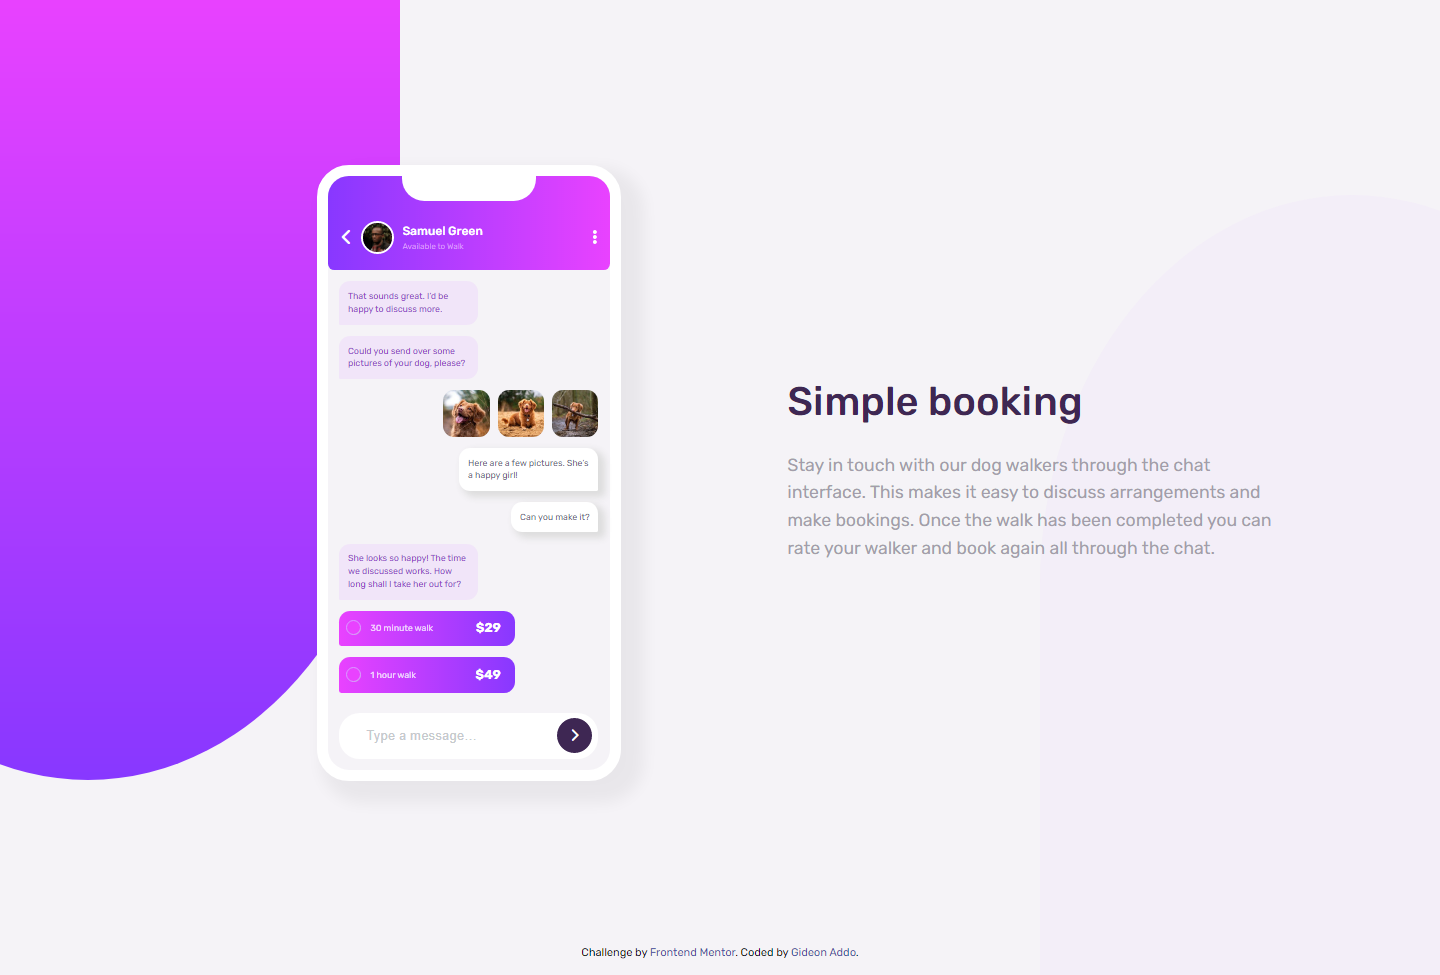 Samuel Green
Available to Walk
That sounds great. I'd be
happy to discuss more.
Could you send over some
pictures of your dog, please?
Here are a few pictures. She's
a happy girl!
Can you make it?
She looks so happy! The time
we discussed works. How
long shall I take her out for?
30 minute walk $29
1 hour walk $49
Type a message...
Simple booking
Stay in touch with our dog walkers through the chat
interface. This makes it easy to discuss arrangements and
make bookings. Once the walk has been completed you can
rate your walker and book again all through the chat.
Challenge by Frontend Mentor. Coded by Gideon Addo.